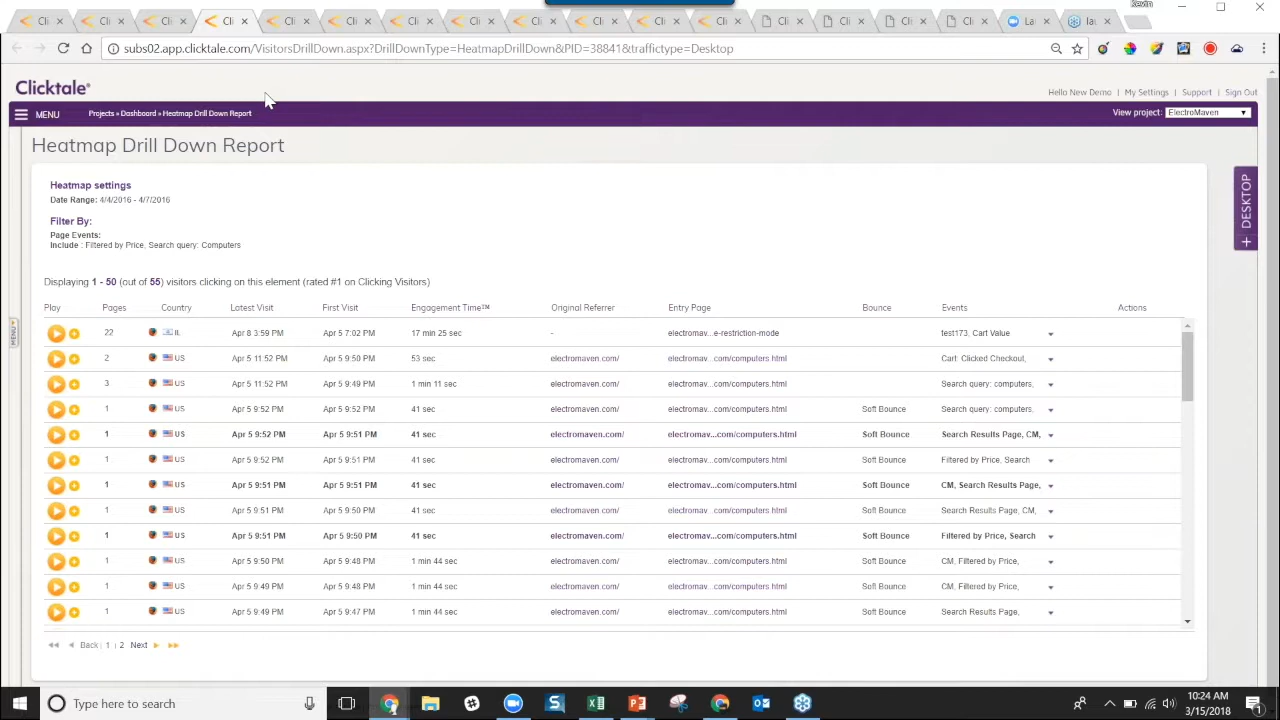 Kevin
Cli Cli Cli Cli Cli Cli Cli Cli Cli Cli Cli Cli Cli Cli Cli Cli La la
subs02.app.clicktale.com/VisitorsDrillDown.aspx?DrillDownType=HeatmapDrillDown&PID=38841&traffictype=Desktop
Clicktale®
Hello New Demo | My Settings | Support | Sign Out
MENU Projects » Dashboard » Heatmap Drill Down Report View project: ElectroMaven
Heatmap Drill Down Report
Heatmap settings
Date Range: 4/4/2016 - 4/7/2016
Filter By:
Page Events:
Include : Filtered by Price, Search query: Computers
+ DESKTOP
MENU
Displaying 1 - 50 (out of 55) visitors clicking on this element (rated #1 on Clicking Visitors)
Play Pages Country Latest Visit First Visit Engagement Time™ Original Referrer Entry Page Bounce Events Actions
22 IL Apr 8 3:59 PM Apr 5 7:02 PM 17 min 25 sec - electromav...e-restriction-mode test173, Cart Value
2 US Apr 5 11:52 PM Apr 5 9:50 PM 53 sec electromaven.com/ electromav...com/computers.html Cart: Clicked Checkout,
3 US Apr 5 11:52 PM Apr 5 9:49 PM 1 min 11 sec electromaven.com/ electromav...com/computers.html Search query: computers,
1 US Apr 5 9:52 PM Apr 5 9:52 PM 41 sec electromaven.com/ electromav...com/computers.html Soft Bounce Search query: computers,
1 US Apr 5 9:52 PM Apr 5 9:51 PM 41 sec electromaven.com/ electromav...com/computers.html Soft Bounce Search Results Page, CM,
1 US Apr 5 9:52 PM Apr 5 9:51 PM 41 sec electromaven.com/ electromav...com/computers.html Soft Bounce Filtered by Price, Search
1 US Apr 5 9:51 PM Apr 5 9:51 PM 41 sec electromaven.com/ electromav...com/computers.html Soft Bounce CM, Search Results Page,
1 US Apr 5 9:51 PM Apr 5 9:50 PM 41 sec electromaven.com/ electromav...com/computers.html Soft Bounce Search Results Page, CM,
1 US Apr 5 9:51 PM Apr 5 9:50 PM 41 sec electromaven.com/ electromav...com/computers.html Soft Bounce Filtered by Price, Search
1 US Apr 5 9:50 PM Apr 5 9:48 PM 1 min 44 sec electromaven.com/ electromav...com/computers.html Soft Bounce CM, Filtered by Price,
1 US Apr 5 9:49 PM Apr 5 9:48 PM 1 min 44 sec electromaven.com/ electromav...com/computers.html Soft Bounce CM, Filtered by Price,
1 US Apr 5 9:49 PM Apr 5 9:47 PM 1 min 44 sec electromaven.com/ electromav...com/computers.html Soft Bounce Search Results Page,
Back | 1 | 2 Next
Type here to search
10:24 AM
3/15/2018